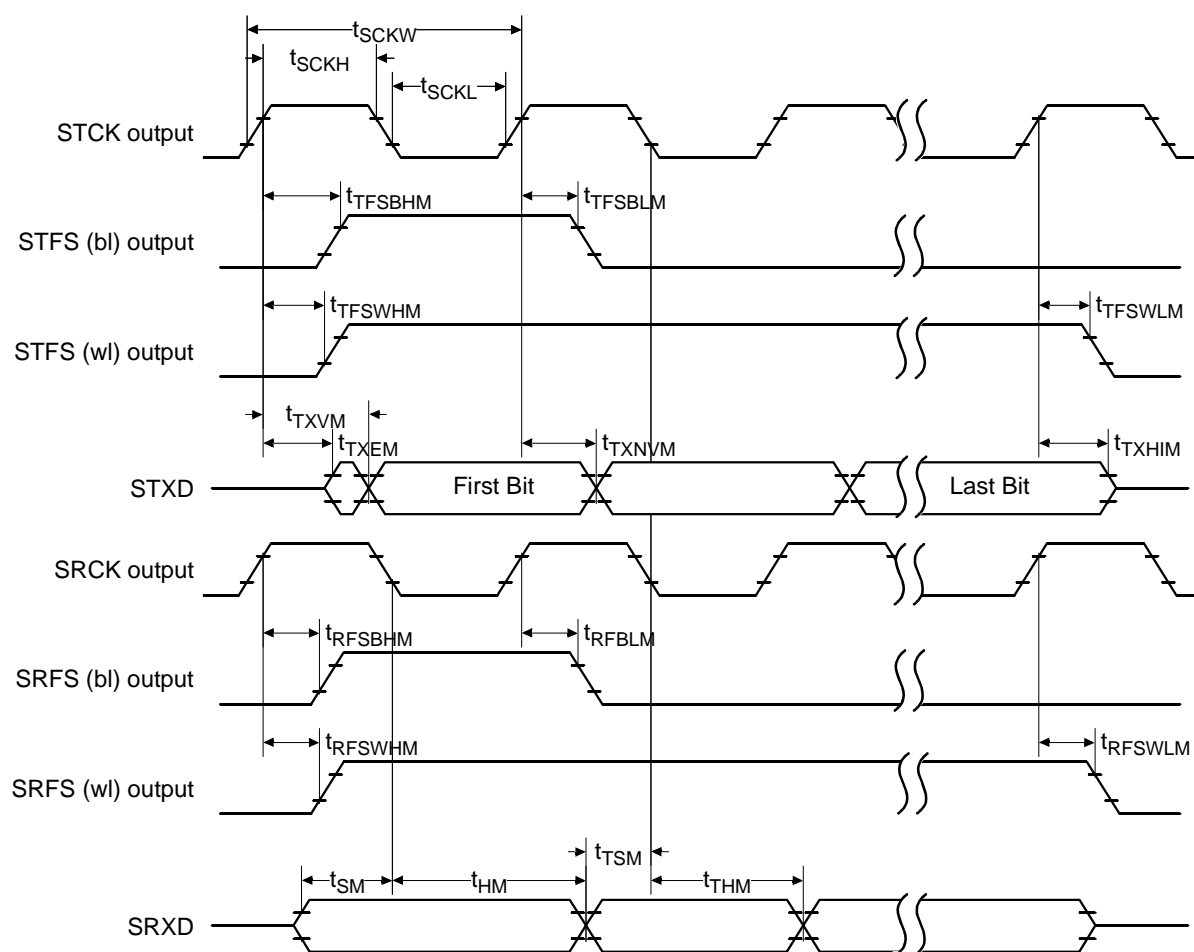 tSCKW
tSCKH
tSCKL
STCK output
tTFSBHM tTFSBLM
STFS (bl) output
tTFSWHM tTFSWLM
STFS (wl) output
tTXVM
tTXEM tTXNVM tTXHIM
STXD First Bit Last Bit
SRCK output
tRFSBHM tRFBLM
SRFS (bl) output
tRFSWHM tRFSWLM
SRFS (wl) output
tTSM
tSM tHM tTHM
SRXD